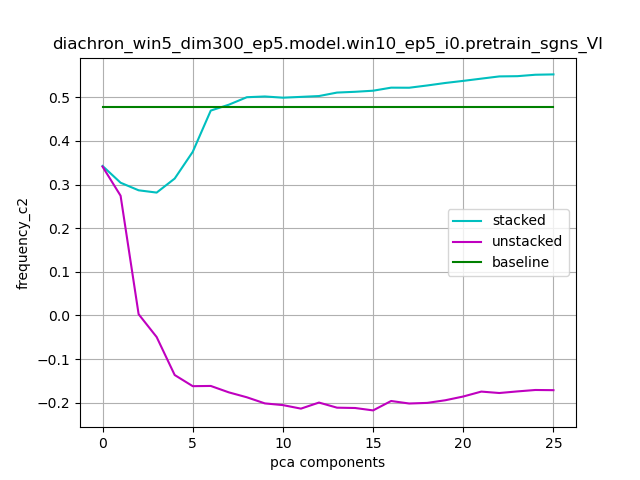 diachron_win5_dim300_ep5.model.win10_ep5_i0.pretrain_sgns_VI
frequency_c2
0.5
0.4
0.3
0.2
0.1
0.0
−0.1
−0.2
stacked
unstacked
baseline
0 5 10 15 20 25
pca components